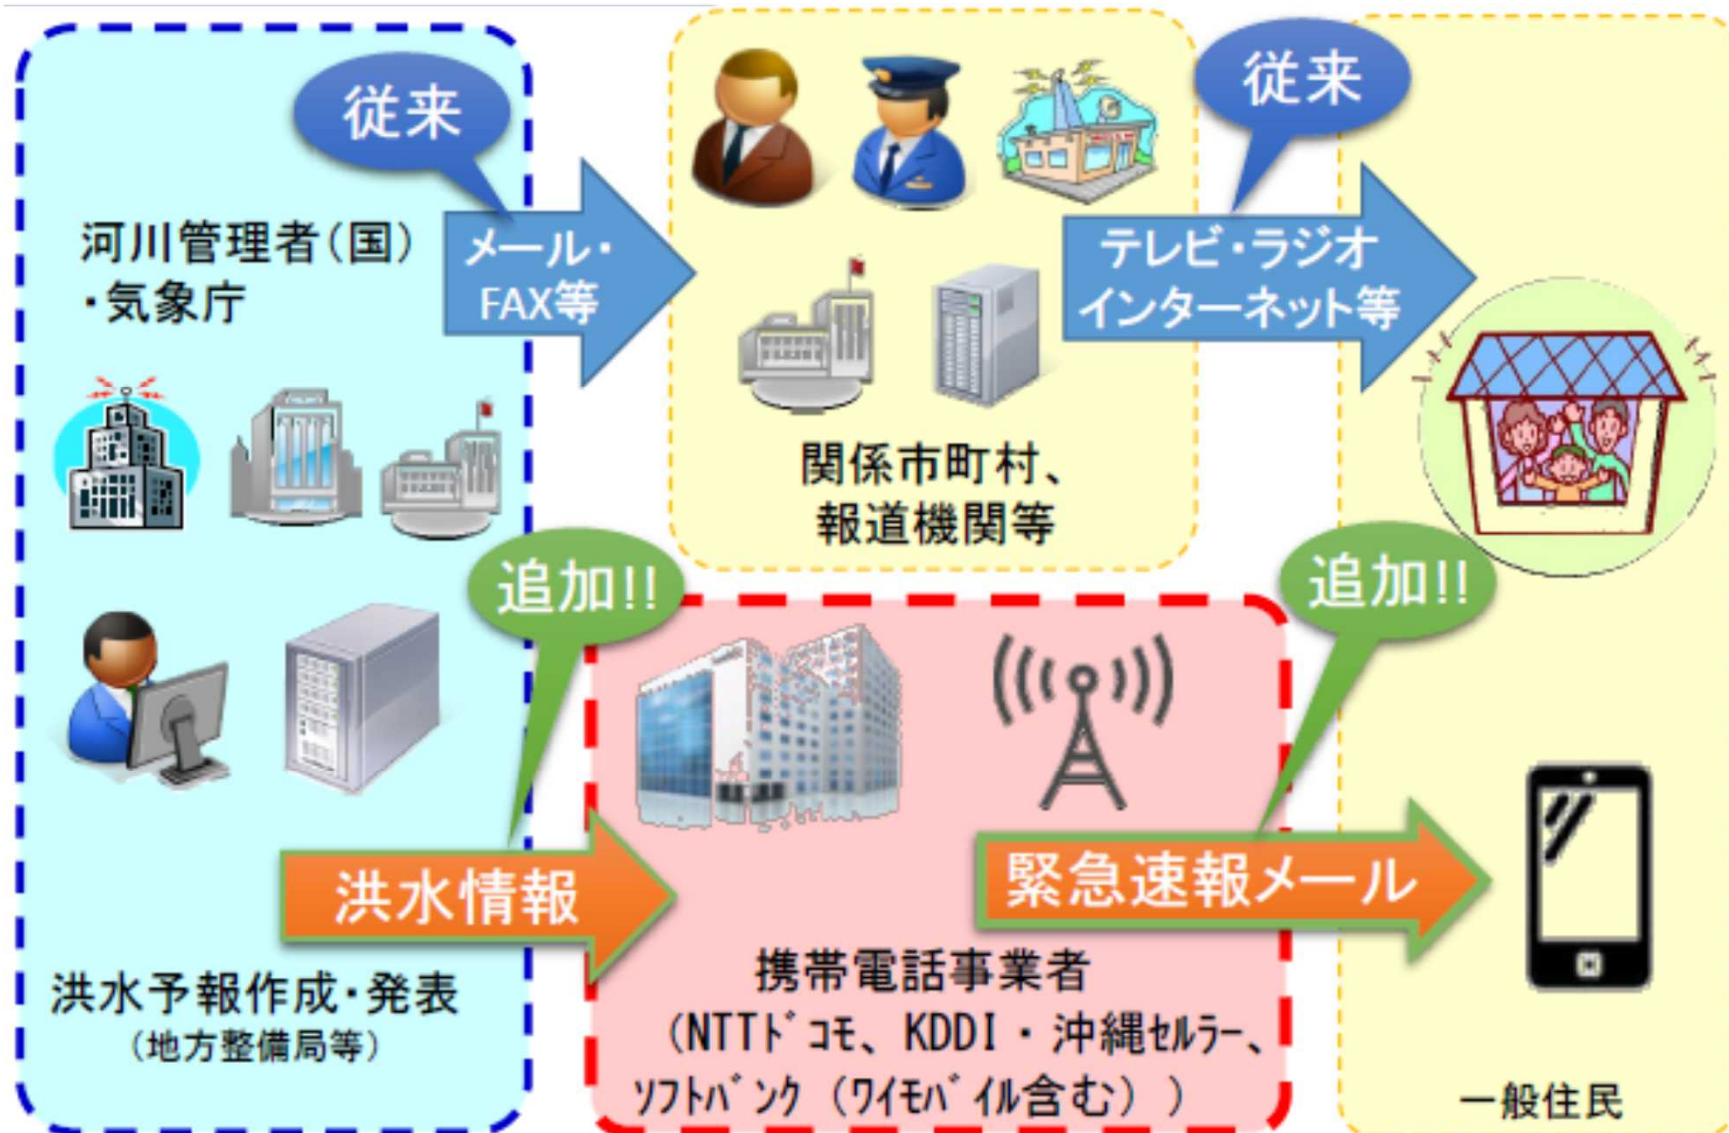 従来
従来
河川管理者(国)
・気象庁
メール・
FAX等
テレビ・ラジオ
インターネット等
関係市町村、
報道機関等
追加!!
追加!!
洪水情報
緊急速報メール
洪水予報作成・発表
(地方整備局等)
携帯電話事業者
(NTTﾄﾞｺﾓ、KDDI・沖縄ｾﾙﾗｰ、
ｿﾌﾄﾊﾞﾝｸ(ﾜｲﾓﾊﾞｲﾙ含む))
一般住民